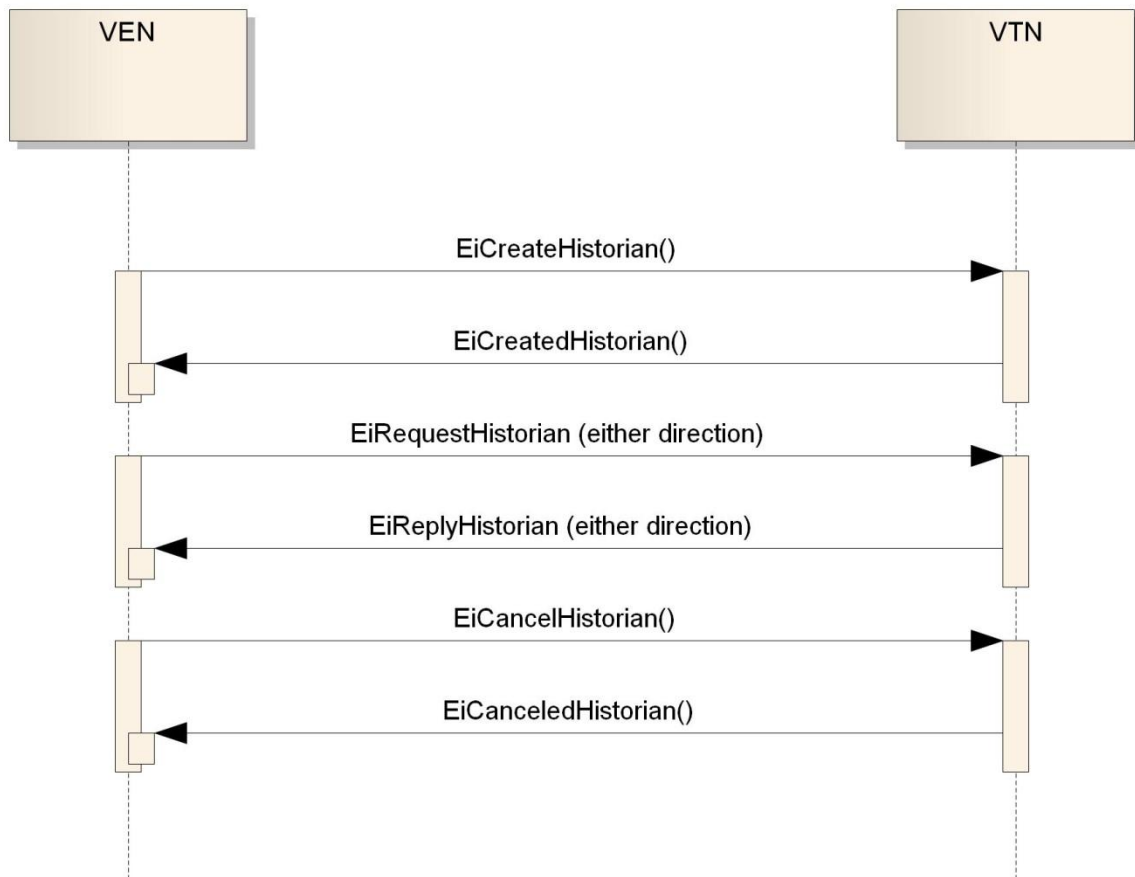 VEN
VTN
EiCreateHistorian()
EiCreatedHistorian()
EiRequestHistorian (either direction)
EiReplyHistorian (either direction)
EiCancelHistorian()
EiCanceledHistorian()